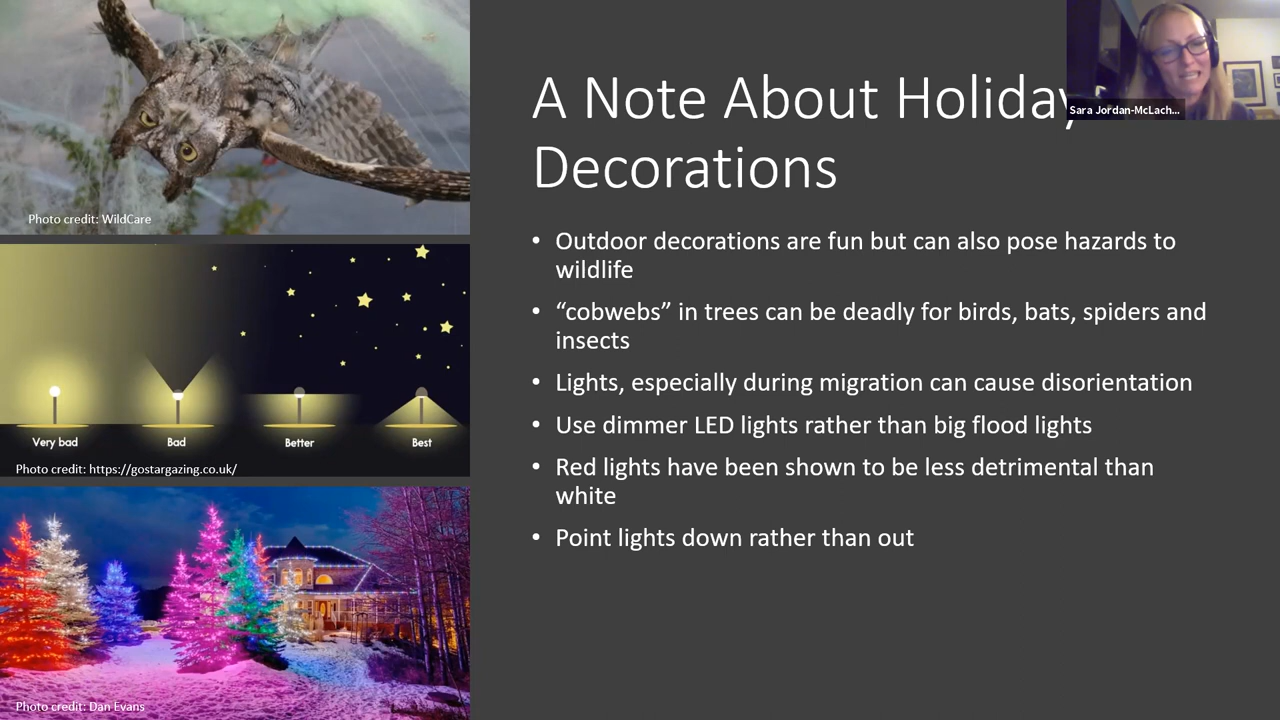 A Note About Holiday
Decorations
Sara Jordan-McLach...
• Outdoor decorations are fun but can also pose hazards to
wildlife
• “cobwebs” in trees can be deadly for birds, bats, spiders and
insects
• Lights, especially during migration can cause disorientation
• Use dimmer LED lights rather than big flood lights
• Red lights have been shown to be less detrimental than
white
• Point lights down rather than out
Photo credit: WildCare
Very bad Bad Better Best
Photo credit: https://gostargazing.co.uk/
Photo credit: Dan Evans